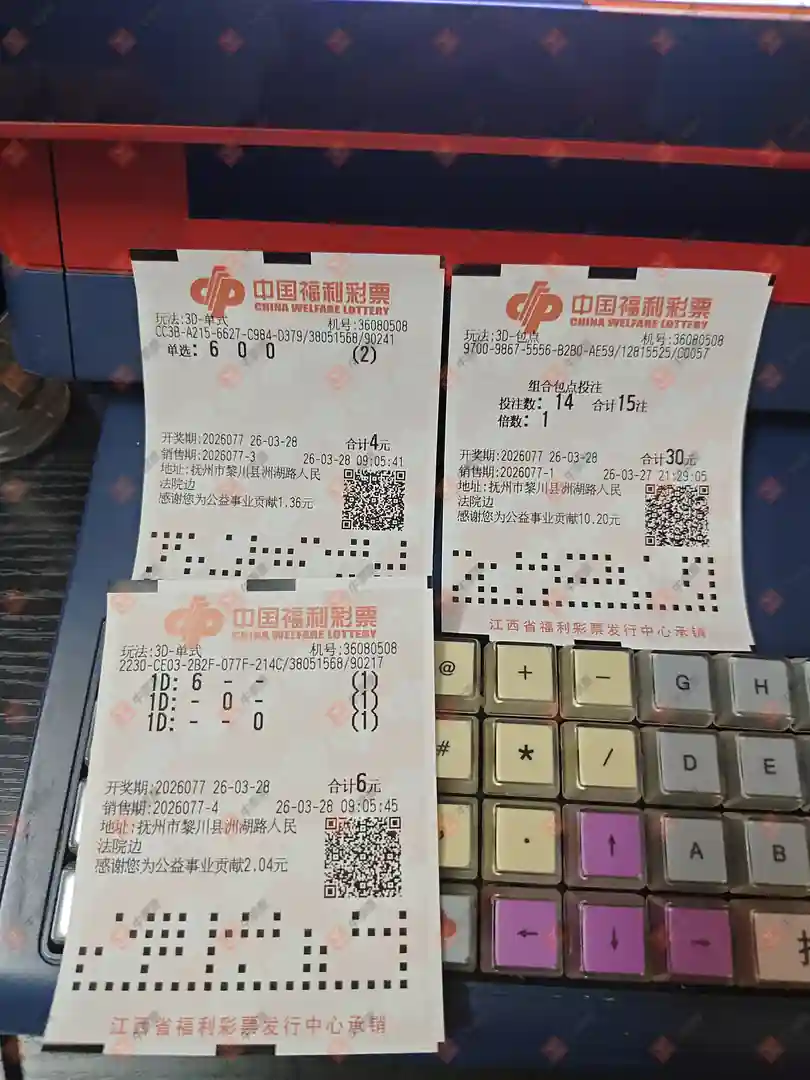 中国福利彩票
CHINA WELFARE LOTTERY
玩法:3D-单式 机号:36080508
CC3B-A215-6627-C984-D379/38051568/90241
单选: 6 0 0 (2)
开奖期:2026077 26-03-28 合计4元
销售期:2026077-3 26-03-28 09:05:41
地址:抚州市黎川县洲湖路人民
法院边
感谢您为公益事业贡献1.36元
中国福利彩票
CHINA WELFARE LOTTERY
玩法:3D-包点 机号:36080508
9700-9867-5556-B2B0-AE59/12815525/C0057
组合包点投注
投注数: 14 合计15注
倍数: 1
开奖期:2026077 26-03-28 合计30元
销售期:2026077-1 26-03-27 21:29:05
地址:抚州市黎川县洲湖路人民
法院边
感谢您为公益事业贡献10.20元
江西省福利彩票发行中心承销
中国福利彩票
CHINA WELFARE LOTTERY
玩法:3D-单式 机号:36080508
2230-CE03-2B2F-077F-214C/38051568/90217
1D: 6 - - (1)
1D: - 0 - (1)
1D: - - 0 (1)
开奖期:2026077 26-03-28 合计6元
销售期:2026077-4 26-03-28 09:05:45
地址:抚州市黎川县洲湖路人民
法院边
感谢您为公益事业贡献2.04元
江西省福利彩票发行中心承销
@ + − G H
# * / D E
. ↑ A B
← ↓ →